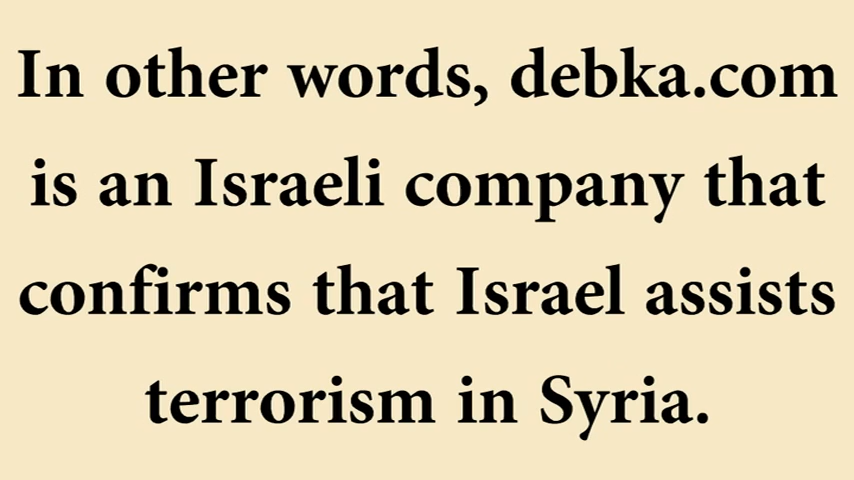 In other words, debka.com
is an Israeli company that
confirms that Israel assists
terrorism in Syria.